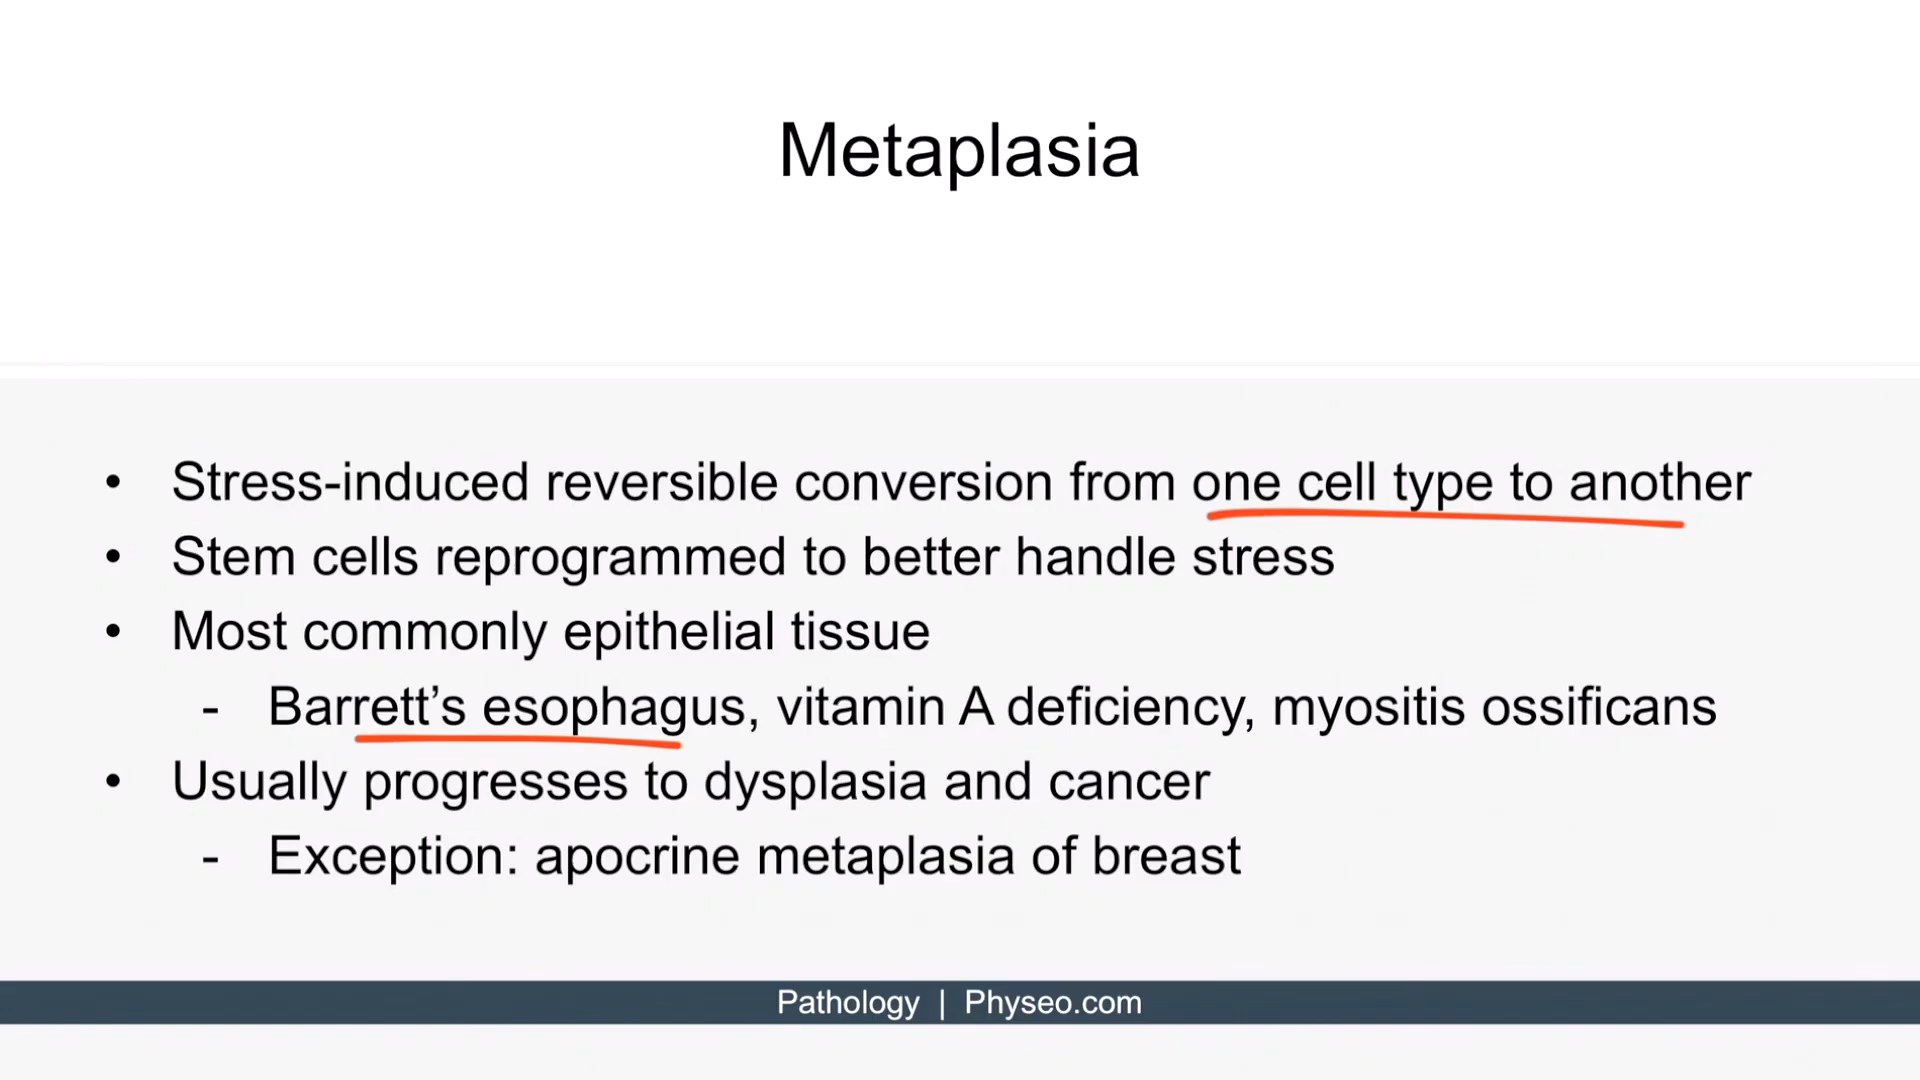 Metaplasia
• Stress-induced reversible conversion from one cell type to another
• Stem cells reprogrammed to better handle stress
• Most commonly epithelial tissue
- Barrett’s esophagus, vitamin A deficiency, myositis ossificans
• Usually progresses to dysplasia and cancer
- Exception: apocrine metaplasia of breast
Pathology | Physeo.com